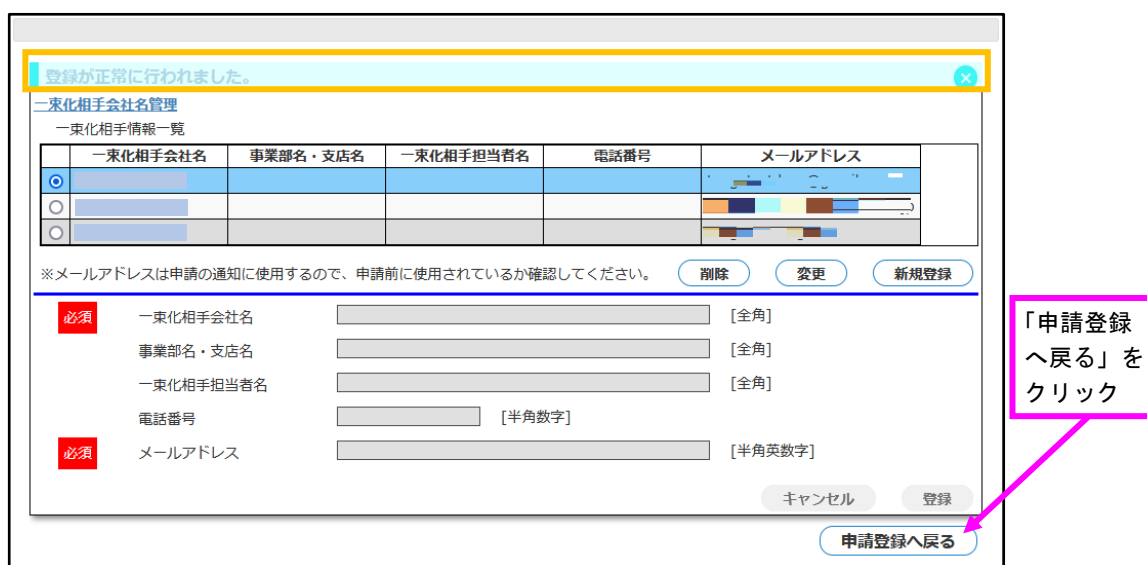 登録が正常に行われました。
一束化相手会社名管理
一束化相手情報一覧
一束化相手会社名 事業部名・支店名 一束化相手担当者名 電話番号 メールアドレス
※メールアドレスは申請の通知に使用するので、申請前に使用されているか確認してください。 削除 変更 新規登録
必須 一束化相手会社名 [全角]
事業部名・支店名 [全角]
一束化相手担当者名 [全角]
電話番号 [半角数字]
必須 メールアドレス [半角英数字]
キャンセル 登録
申請登録へ戻る
「申請登録
へ戻る」を
クリック